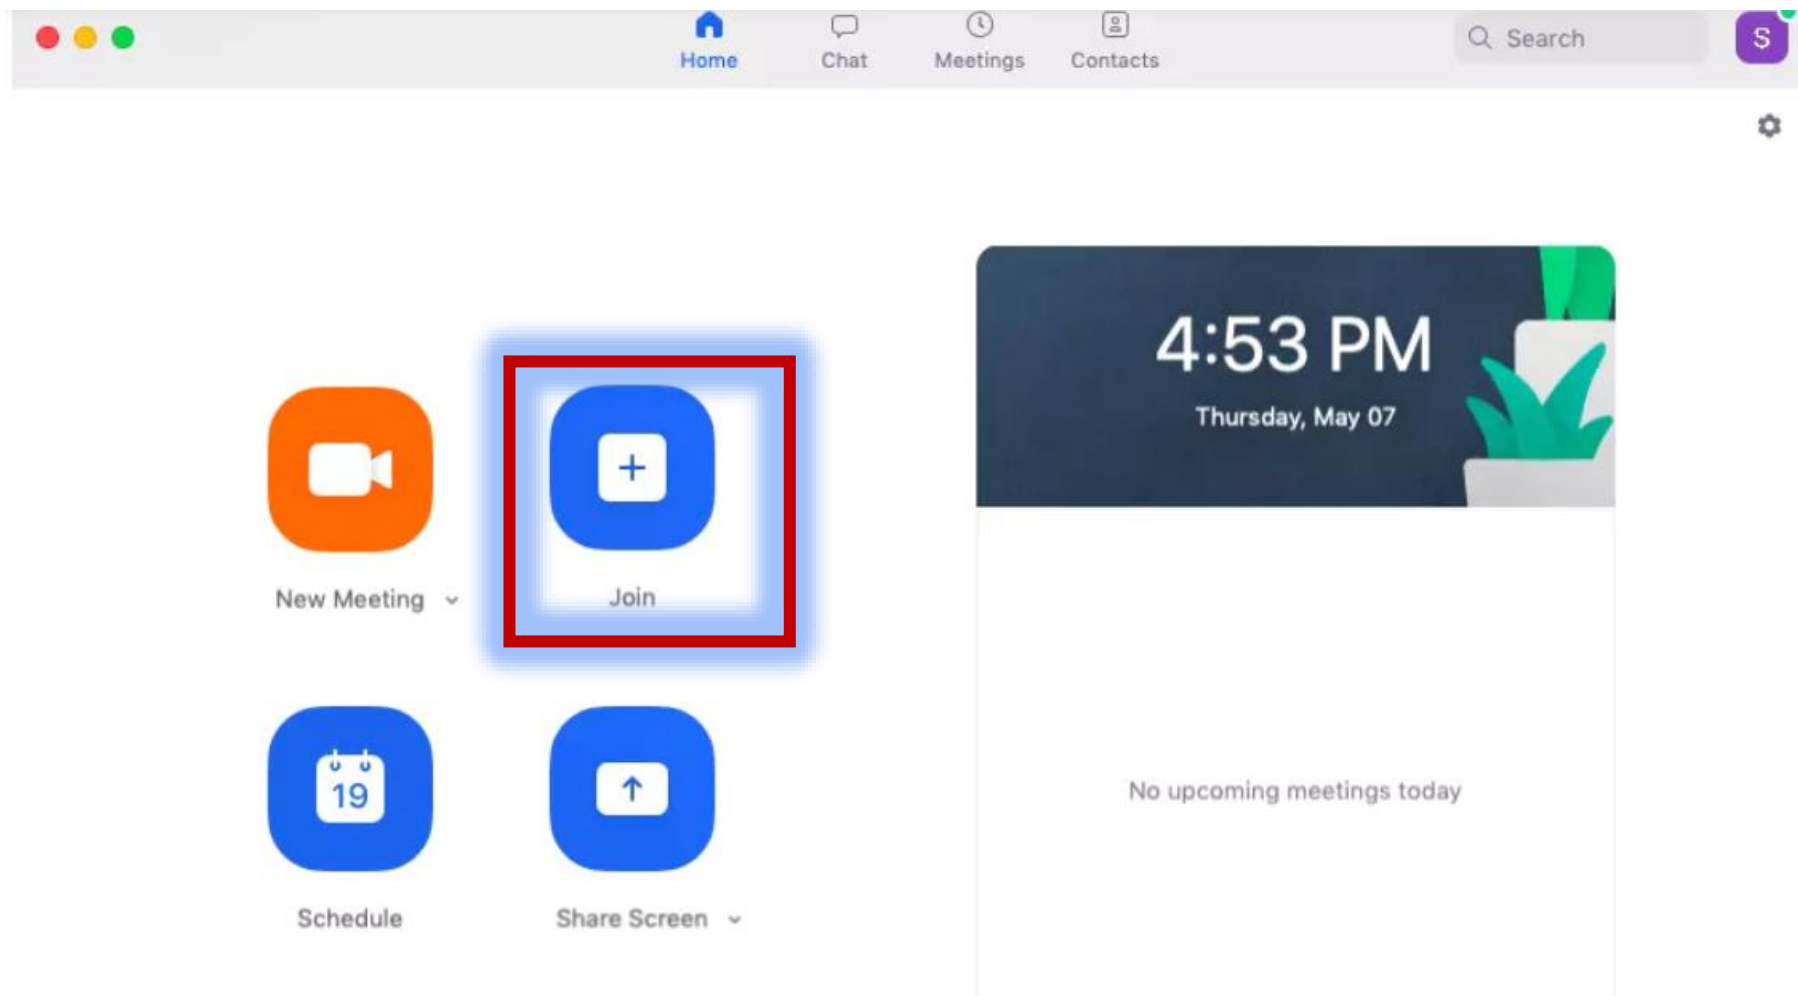 Home
Chat
Meetings
Contacts
Search
S
4:53 PM
Thursday, May 07
New Meeting
Join
19
No upcoming meetings today
Schedule
Share Screen